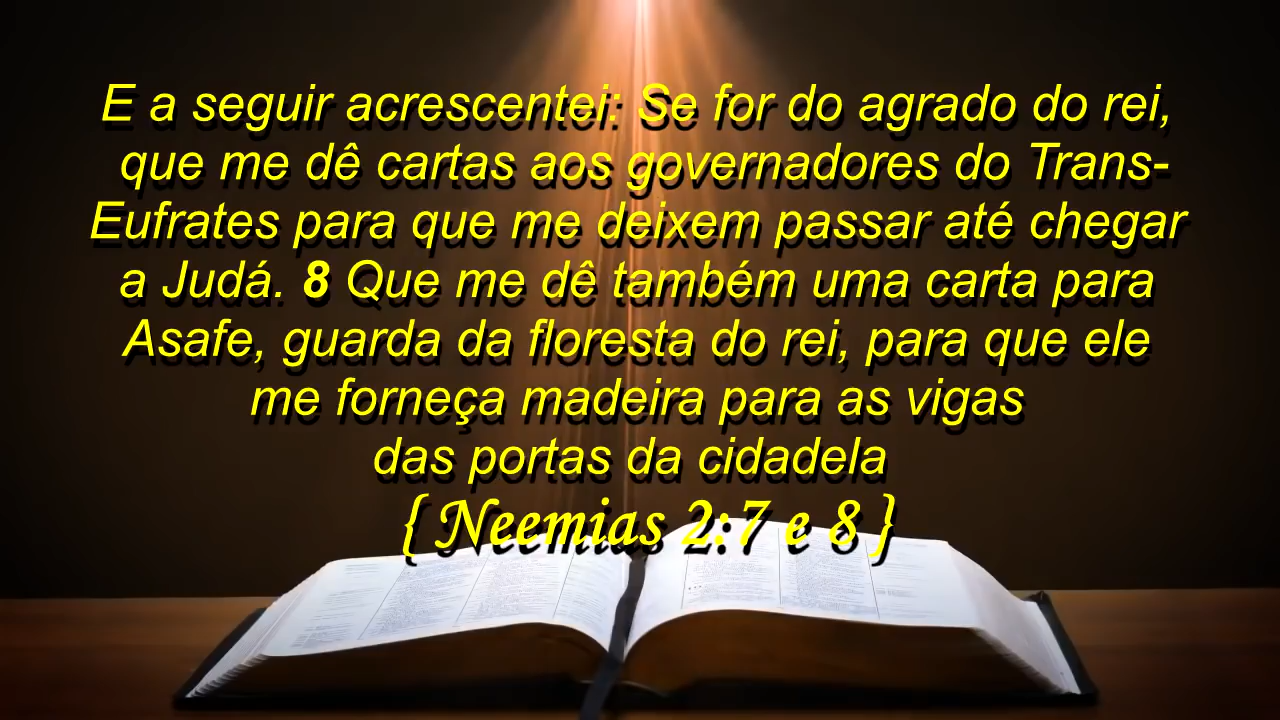 E a seguir acrescentei: Se for do agrado do rei,
que me dê cartas aos governadores do Trans-
Eufrates para que me deixem passar até chegar
a Judá. 8 Que me dê também uma carta para
Asafe, guarda da floresta do rei, para que ele
me forneça madeira para as vigas
das portas da cidadela
{ Neemias 2:7 e 8 }